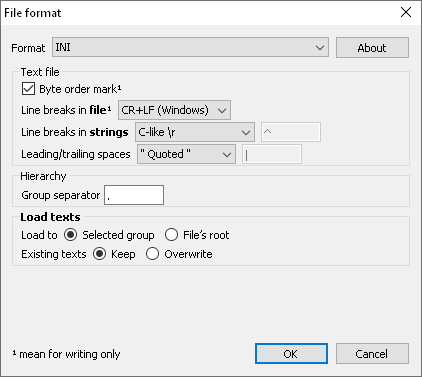 File format
Format INI About
Text file
Byte order mark¹
Line breaks in file¹ CR+LF (Windows)
Line breaks in strings C-like \r ^
Leading/trailing spaces " Quoted " |
Hierarchy
Group separator .
Load texts
Load to Selected group File's root
Existing texts Keep Overwrite
¹ mean for writing only OK Cancel